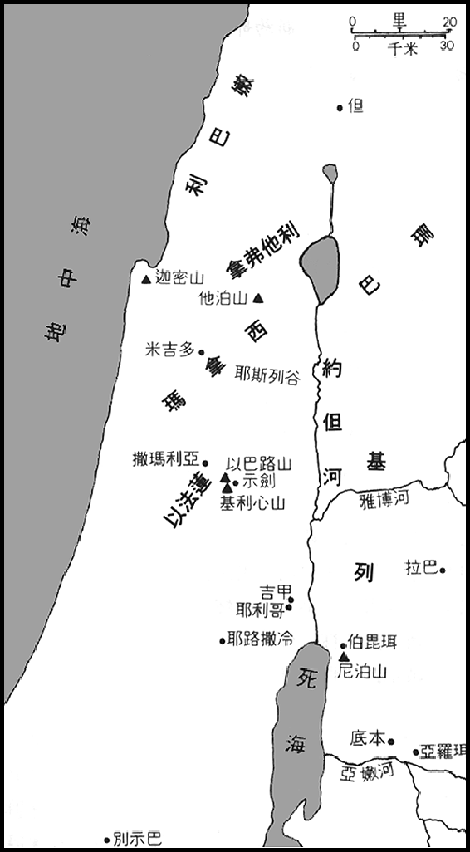 0 里 20
0 千米 30
但
嫩
巴
利
海
中
地
拿弗他利
珊
巴
迦密山
他泊山
西
拿
瑪
米吉多
耶斯列谷
約但河
撒瑪利亞
以巴路山
示劍
基利心山
以法蓮
基
雅博河
列
拉巴
吉甲
耶利哥
耶路撒冷
伯毘珥
尼泊山
死
海
底本
亞羅珥
亞嫩河
別示巴